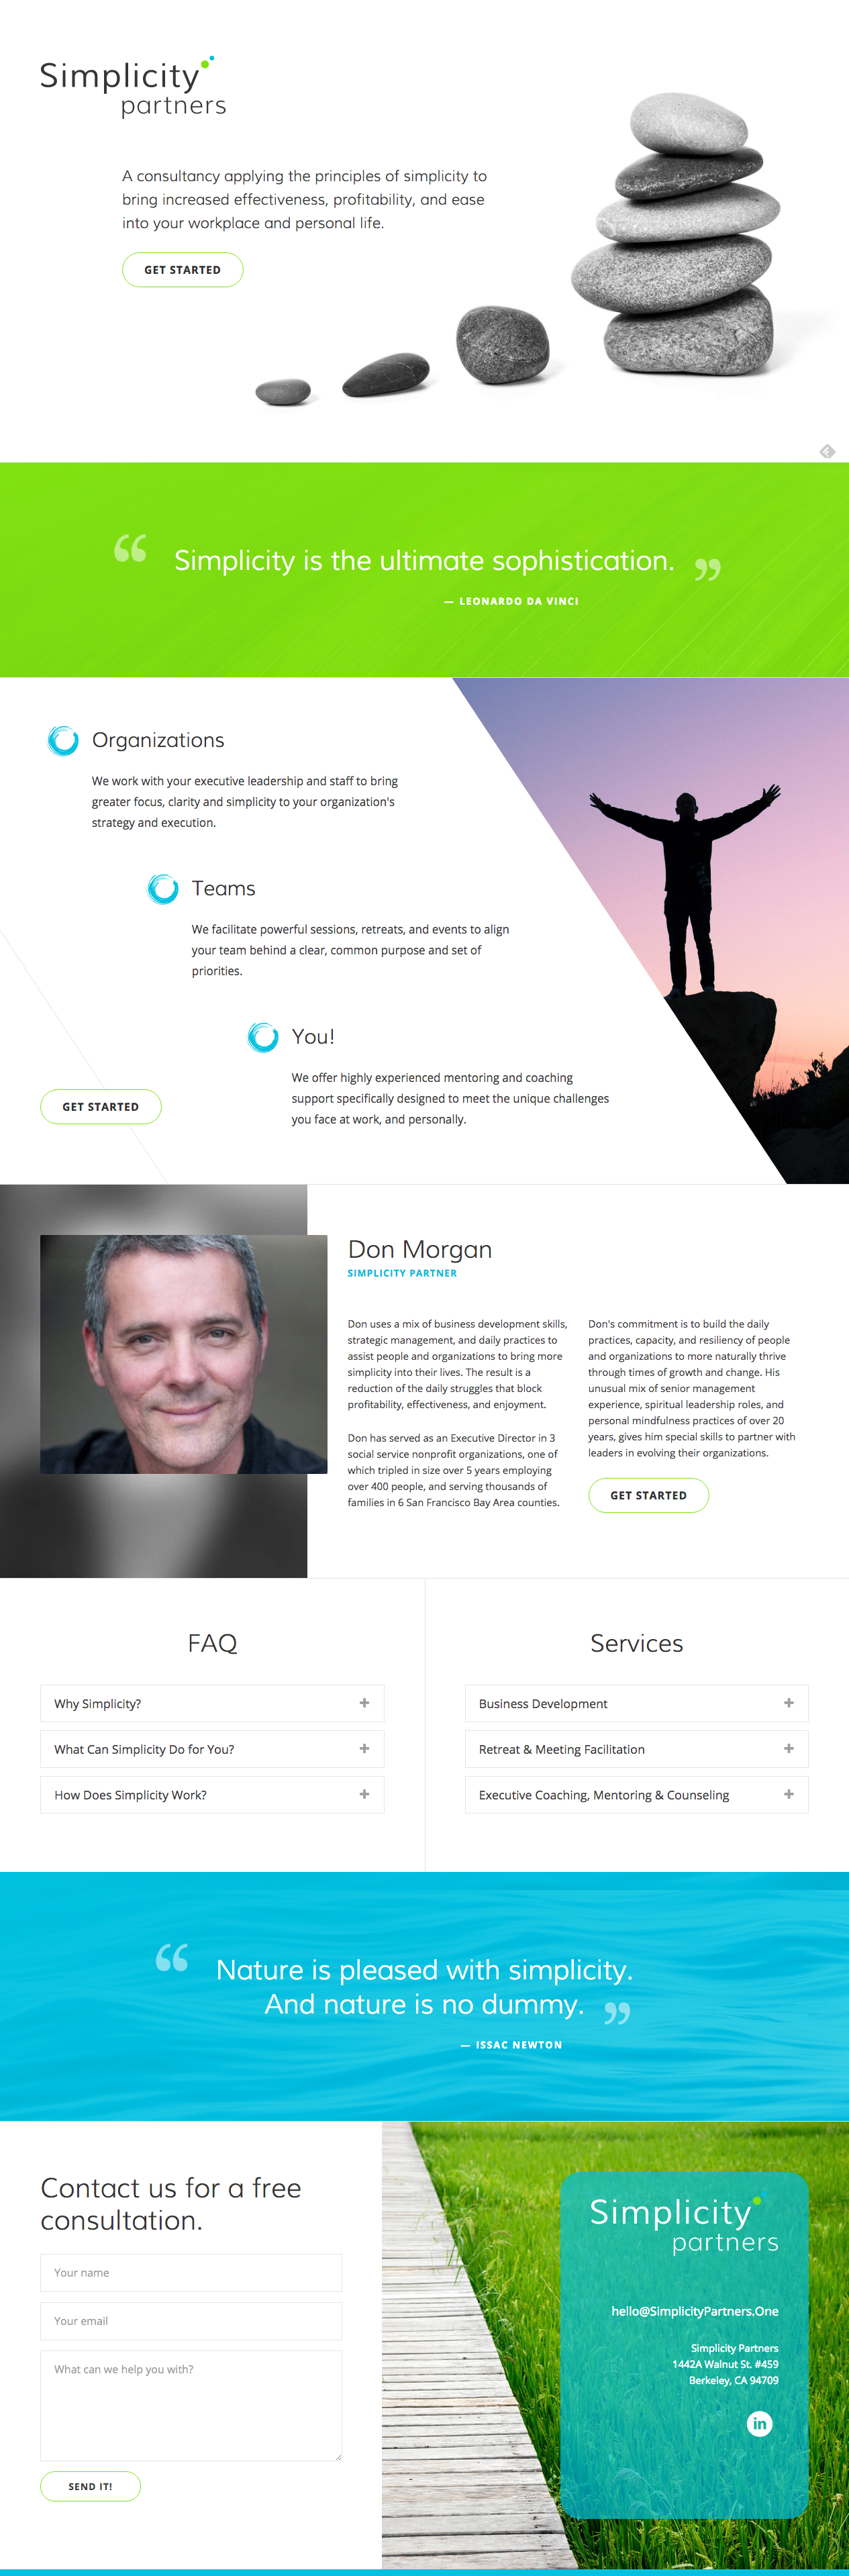 Simplicity
partners
A consultancy applying the principles of simplicity to
bring increased effectiveness, profitability, and ease
into your workplace and personal life.
GET STARTED
“ Simplicity is the ultimate sophistication. ”
— LEONARDO DA VINCI
Organizations
We work with your executive leadership and staff to bring
greater focus, clarity and simplicity to your organization's
strategy and execution.
Teams
We facilitate powerful sessions, retreats, and events to align
your team behind a clear, common purpose and set of
priorities.
You!
We offer highly experienced mentoring and coaching
support specifically designed to meet the unique challenges
you face at work, and personally.
GET STARTED
Don Morgan
SIMPLICITY PARTNER
Don uses a mix of business development skills,
strategic management, and daily practices to
assist people and organizations to bring more
simplicity into their lives. The result is a
reduction of the daily struggles that block
profitability, effectiveness, and enjoyment.
Don has served as an Executive Director in 3
social service nonprofit organizations, one of
which tripled in size over 5 years employing
over 400 people, and serving thousands of
families in 6 San Francisco Bay Area counties.
Don's commitment is to build the daily
practices, capacity, and resiliency of people
and organizations to more naturally thrive
through times of growth and change. His
unusual mix of senior management
experience, spiritual leadership roles, and
personal mindfulness practices of over 20
years, gives him special skills to partner with
leaders in evolving their organizations.
GET STARTED
FAQ
Why Simplicity? +
What Can Simplicity Do for You? +
How Does Simplicity Work? +
Services
Business Development +
Retreat & Meeting Facilitation +
Executive Coaching, Mentoring & Counseling +
“ Nature is pleased with simplicity.
And nature is no dummy. ”
— ISSAC NEWTON
Contact us for a free
consultation.
Your name
Your email
What can we help you with?
SEND IT!
Simplicity
partners
hello@SimplicityPartners.One
Simplicity Partners
1442A Walnut St. #459
Berkeley, CA 94709
in